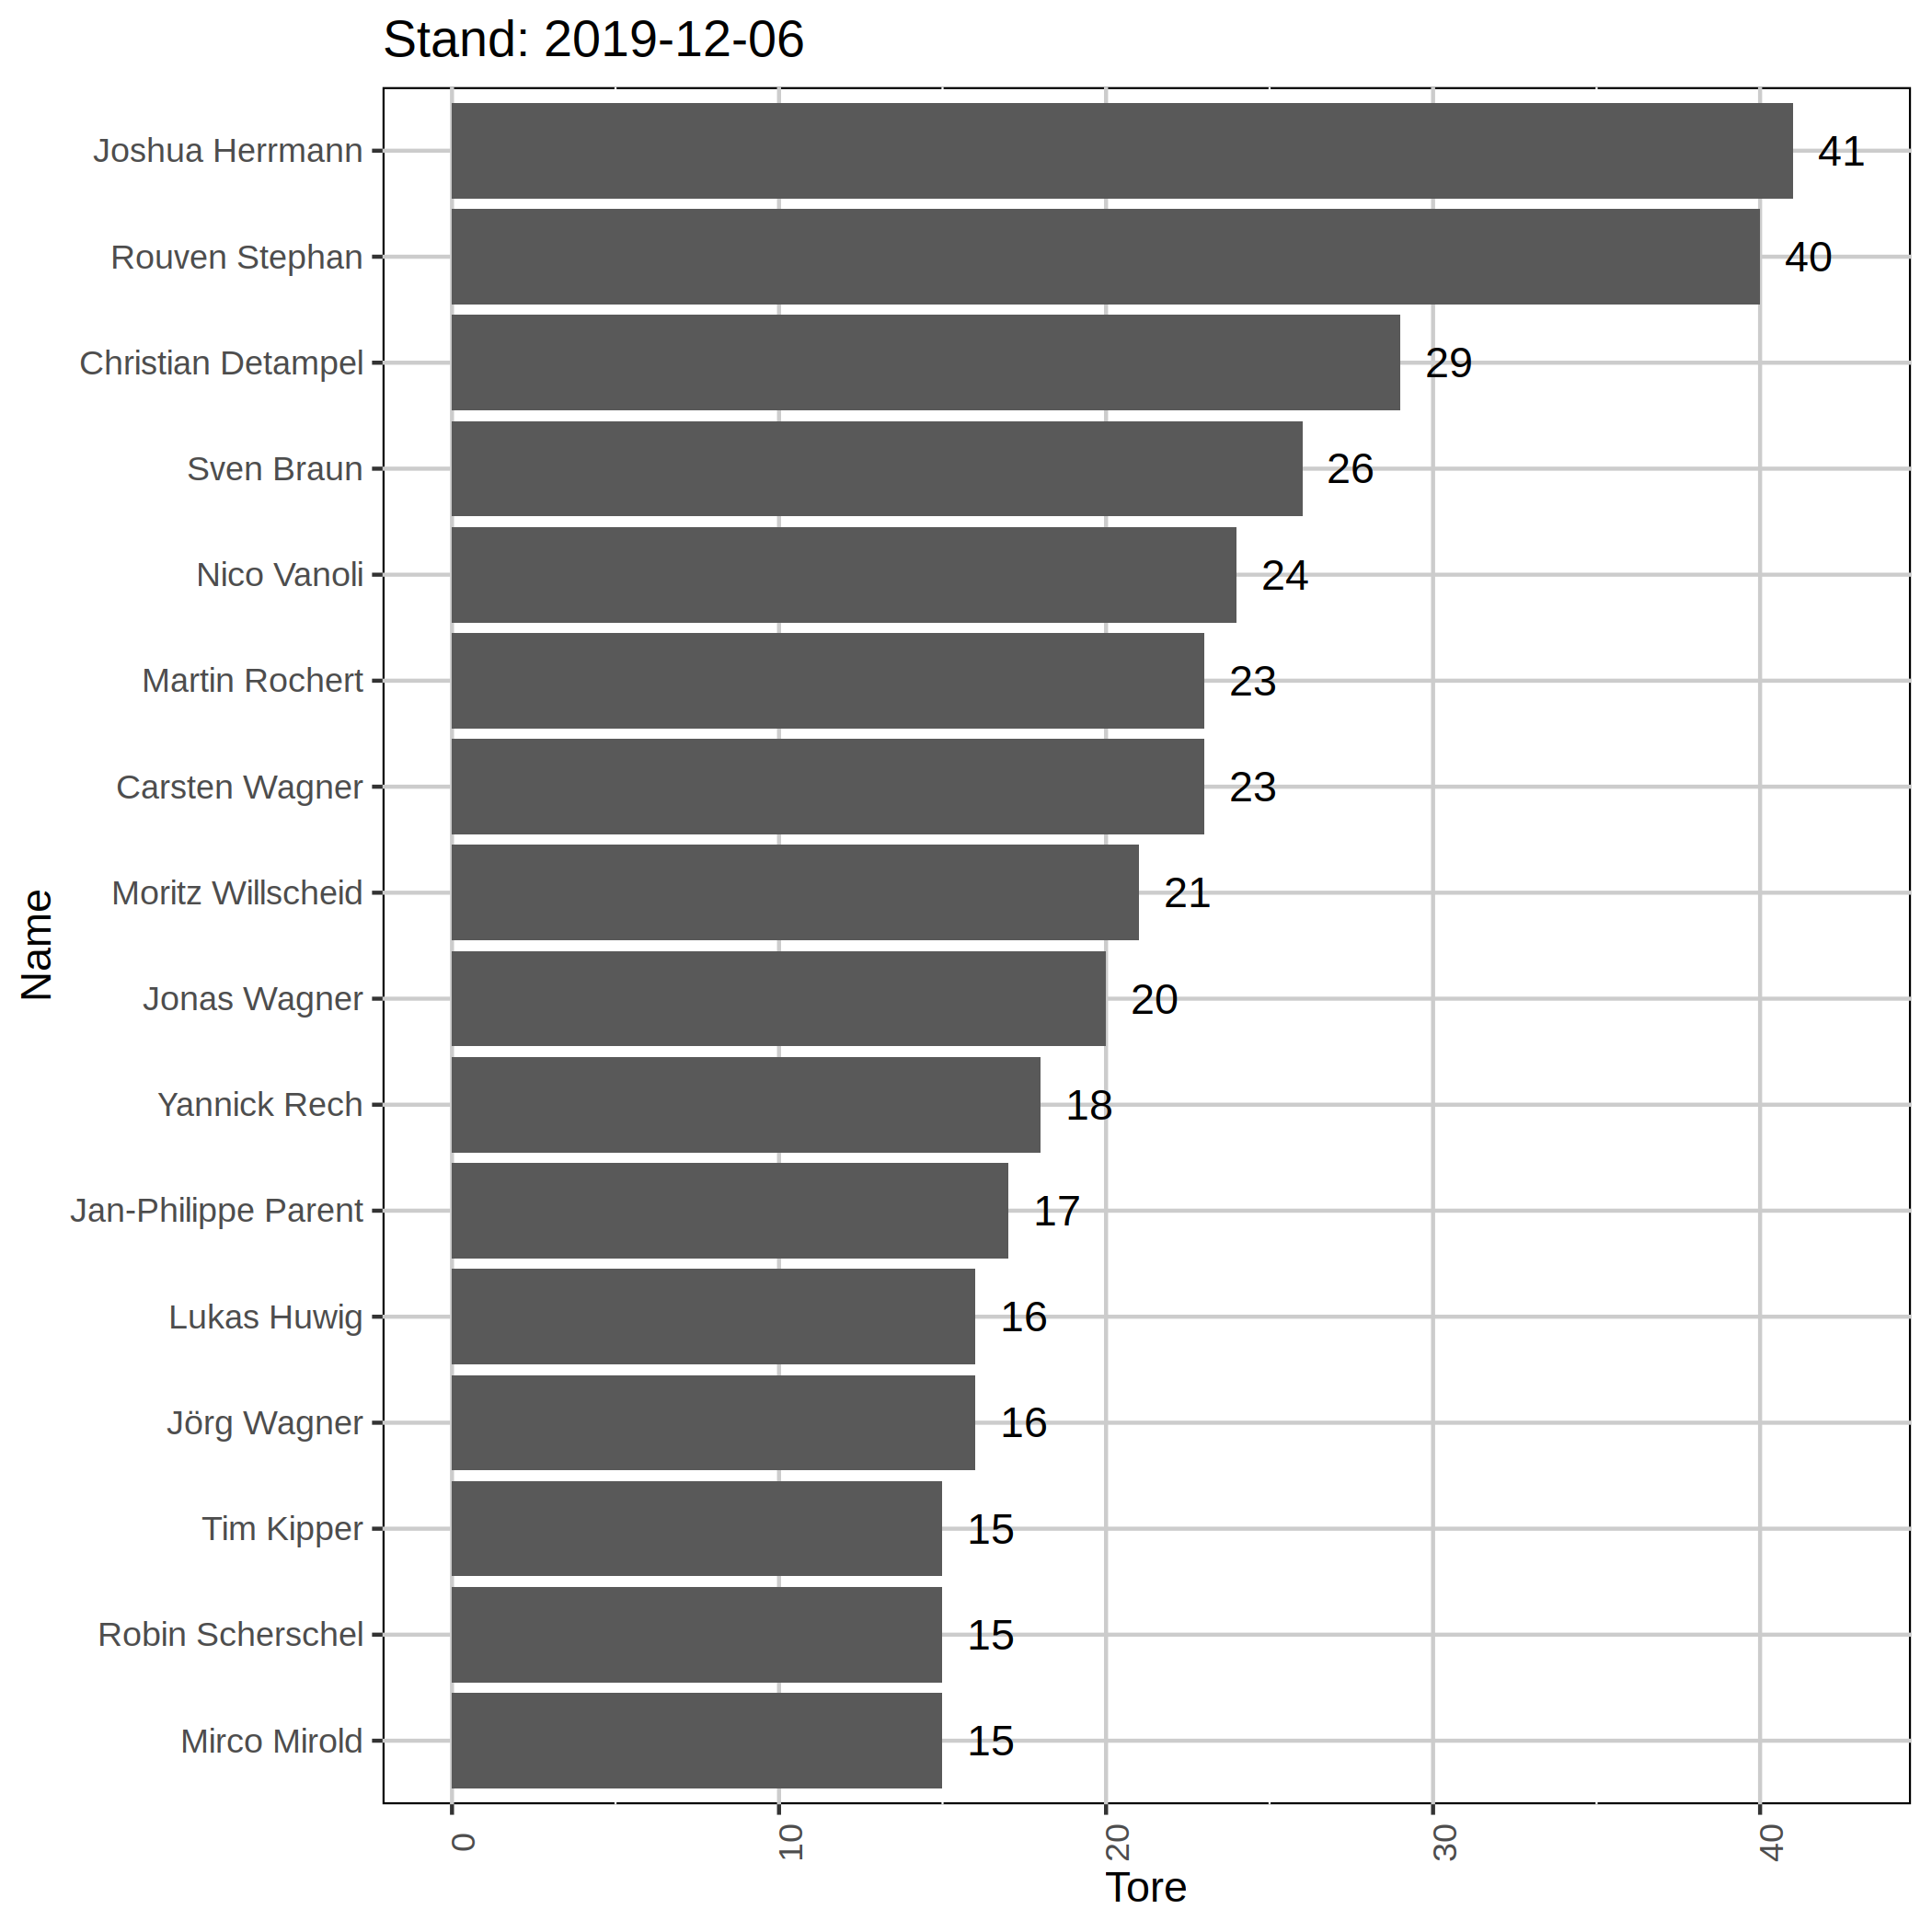 Stand: 2019-12-06
Joshua Herrmann 41
Rouven Stephan 40
Christian Detampel 29
Sven Braun 26
Nico Vanoli 24
Martin Rochert 23
Carsten Wagner 23
Moritz Willscheid 21
Jonas Wagner 20
Yannick Rech 18
Jan-Philippe Parent 17
Lukas Huwig 16
Jörg Wagner 16
Tim Kipper 15
Robin Scherschel 15
Mirco Mirold 15
Name
0 10 20 30 40
Tore